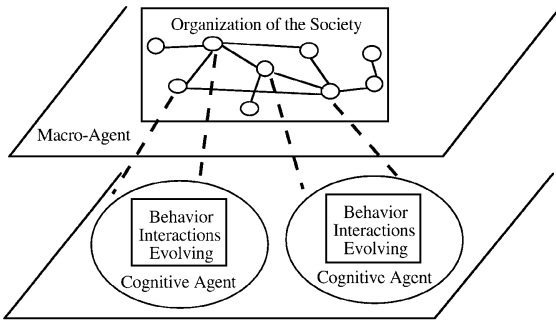 Organization of the Society
Macro-Agent
Behavior
Interactions
Evolving
Cognitive Agent
Behavior
Interactions
Evolving
Cognitive Agent